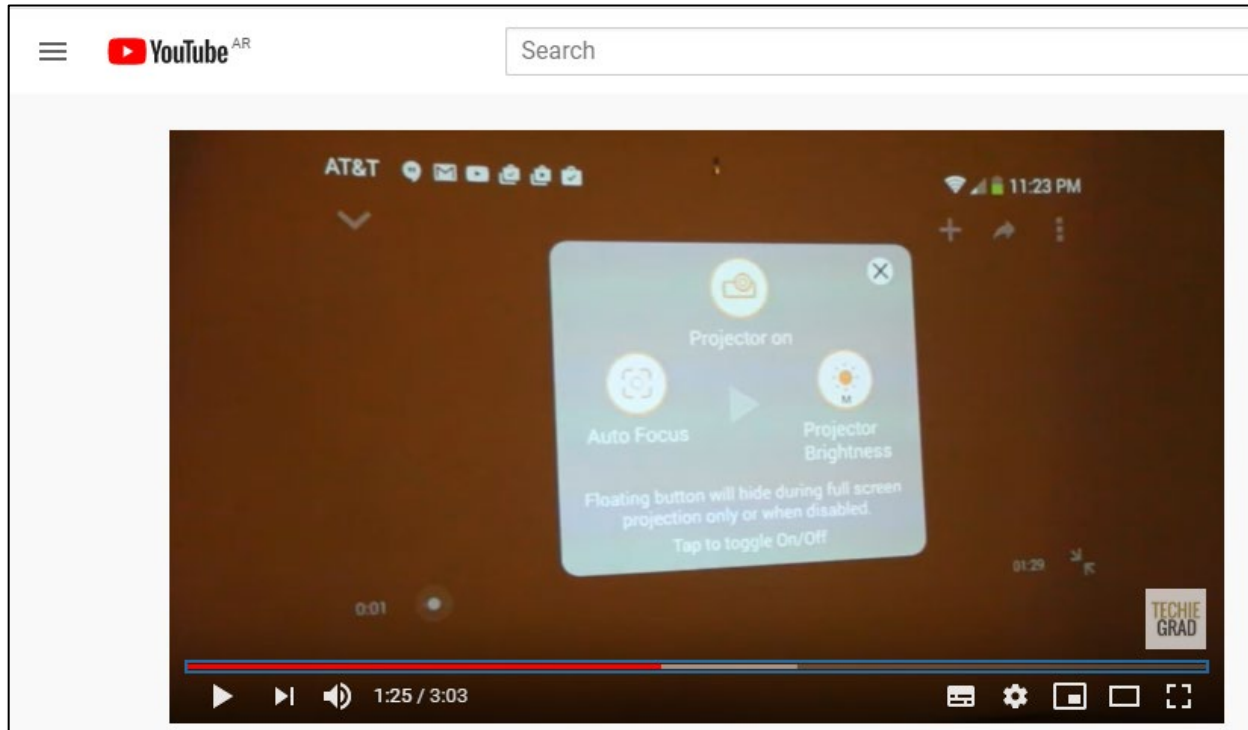 YouTube AR
Search
AT&T 11:23 PM
Projector on
Auto Focus
M
Projector
Brightness
Floating button will hide during full screen
projection only or when disabled.
Tap to toggle On/Off
0:01
01:29
TECHIE
GRAD
1:25 / 3:03